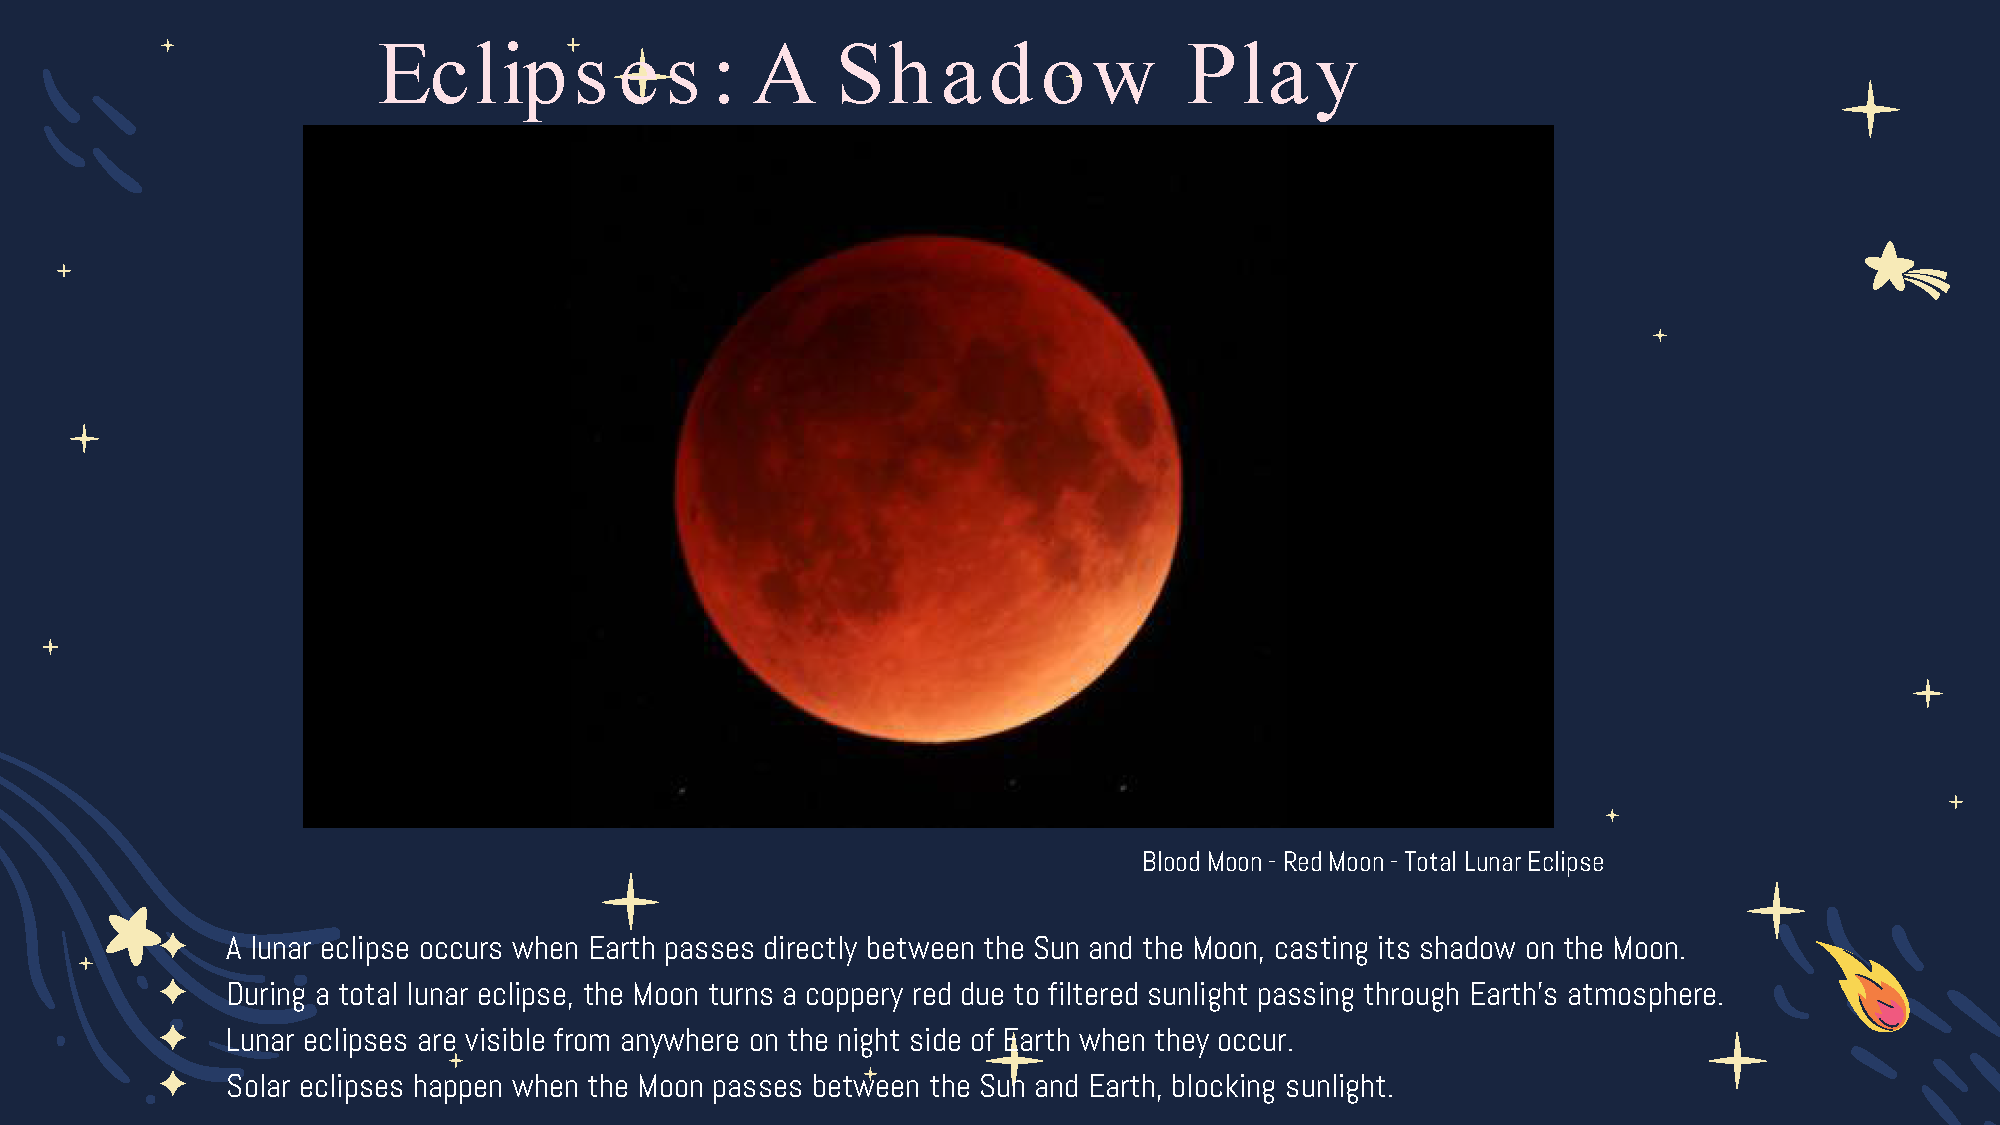 Eclipses: A Shadow Play
Blood Moon - Red Moon - Total Lunar Eclipse
A lunar eclipse occurs when Earth passes directly between the Sun and the Moon, casting its shadow on the Moon.
During a total lunar eclipse, the Moon turns a coppery red due to filtered sunlight passing through Earth's atmosphere.
Lunar eclipses are visible from anywhere on the night side of Earth when they occur.
Solar eclipses happen when the Moon passes between the Sun and Earth, blocking sunlight.